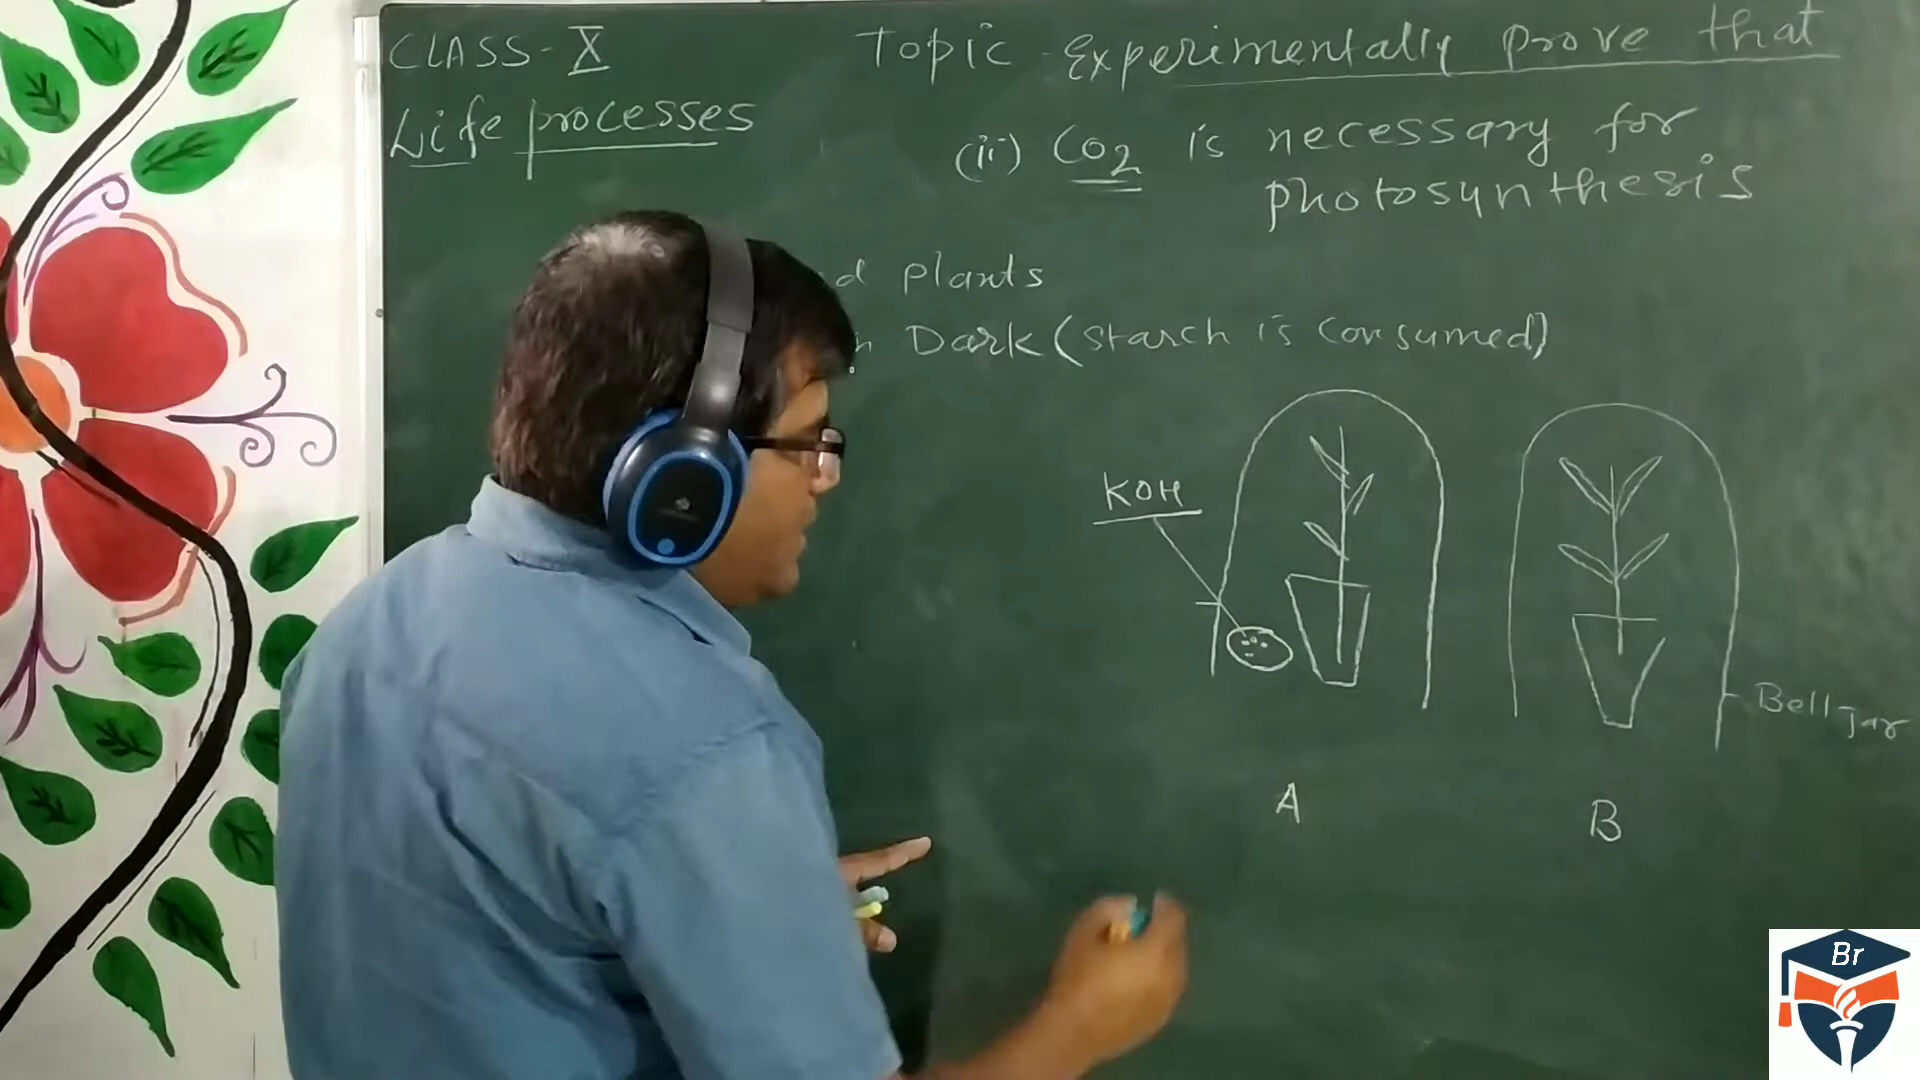 CLASS - X
Topic - Experimentally prove that
Life processes
(ii) CO2 is necessary for
photosynthesis
plants
Dark (starch is consumed)
KOH
Bell Jar
A
B
Br